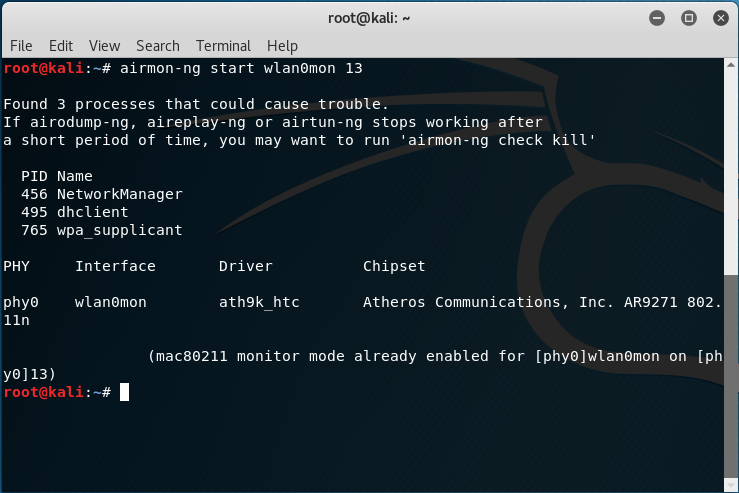 root@kali: ~
File Edit View Search Terminal Help
root@kali:~# airmon-ng start wlan0mon 13
Found 3 processes that could cause trouble.
If airodump-ng, aireplay-ng or airtun-ng stops working after
a short period of time, you may want to run 'airmon-ng check kill'
PID Name
456 NetworkManager
495 dhclient
765 wpa_supplicant
PHY Interface Driver Chipset
phy0 wlan0mon ath9k_htc Atheros Communications, Inc. AR9271 802.
11n
(mac80211 monitor mode already enabled for [phy0]wlan0mon on [ph
y0]13)
root@kali:~#